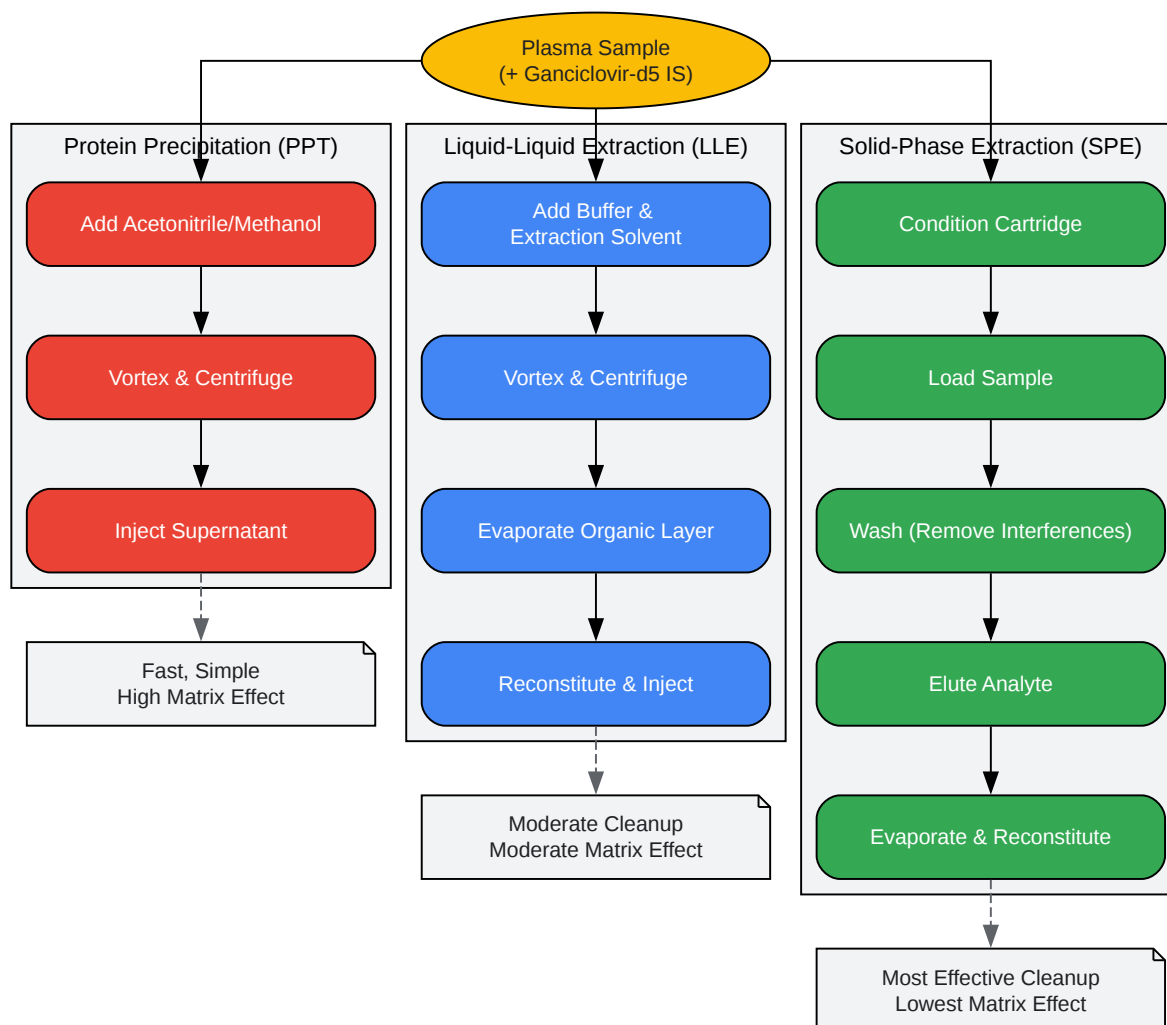 Plasma Sample
(+ Ganciclovir-d5 IS)
Protein Precipitation (PPT)
Add Acetonitrile/Methanol
Vortex & Centrifuge
Inject Supernatant
Fast, Simple
High Matrix Effect
Liquid-Liquid Extraction (LLE)
Add Buffer &
Extraction Solvent
Vortex & Centrifuge
Evaporate Organic Layer
Reconstitute & Inject
Moderate Cleanup
Moderate Matrix Effect
Solid-Phase Extraction (SPE)
Condition Cartridge
Load Sample
Wash (Remove Interferences)
Elute Analyte
Evaporate & Reconstitute
Most Effective Cleanup
Lowest Matrix Effect